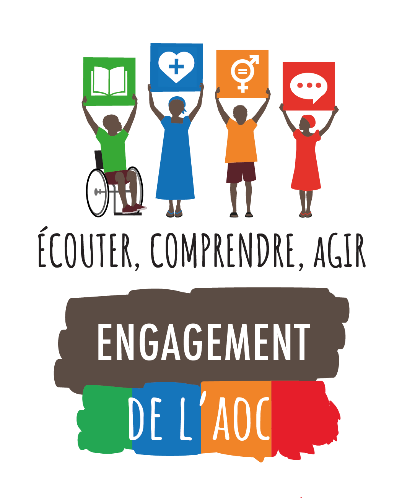 ÉCOUTER, COMPRENDRE, AGIR
ENGAGEMENT
DE L'AOC